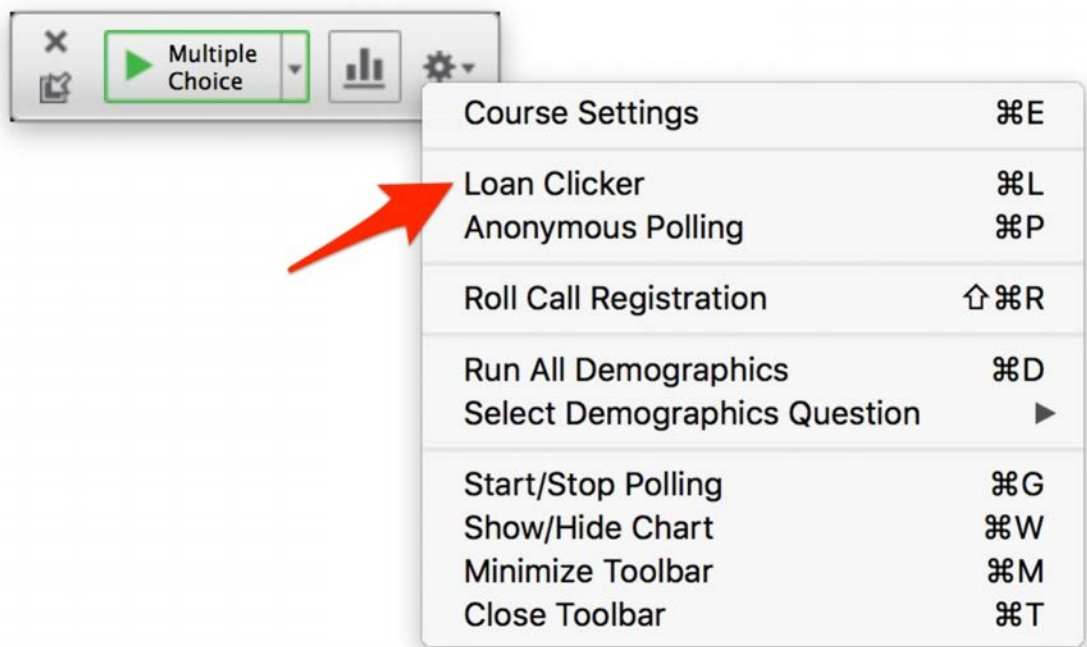 Multiple
Choice
Course Settings ⌘E
Loan Clicker ⌘L
Anonymous Polling ⌘P
Roll Call Registration ⇧⌘R
Run All Demographics ⌘D
Select Demographics Question ▶
Start/Stop Polling ⌘G
Show/Hide Chart ⌘W
Minimize Toolbar ⌘M
Close Toolbar ⌘T